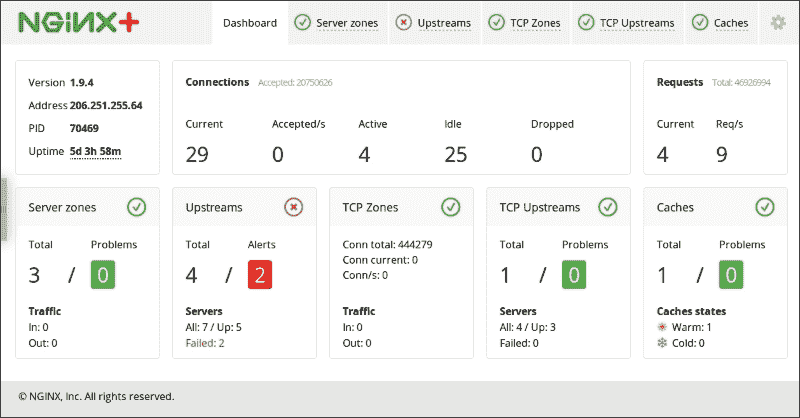 NGINX+ Dashboard Server zones Upstreams TCP Zones TCP Upstreams Caches
Version 1.9.4
Address 206.251.255.64
PID 70469
Uptime 5d 3h 58m
Connections Accepted: 20750626
Current Accepted/s Active Idle Dropped
29 0 4 25 0
Requests Total: 46926994
Current Req/s
4 9
Server zones
Total Problems
3 / 0
Traffic
In: 0
Out: 0
Upstreams
Total Alerts
4 / 2
Servers
All: 7 / Up: 5
Failed: 2
TCP Zones
Conn total: 444279
Conn current: 0
Conn/s: 0
Traffic
In: 0
Out: 0
TCP Upstreams
Total Problems
1 / 0
Servers
All: 4 / Up: 3
Failed: 0
Caches
Total Problems
1 / 0
Caches states
Warm: 1
Cold: 0
© NGINX, Inc. All rights reserved.